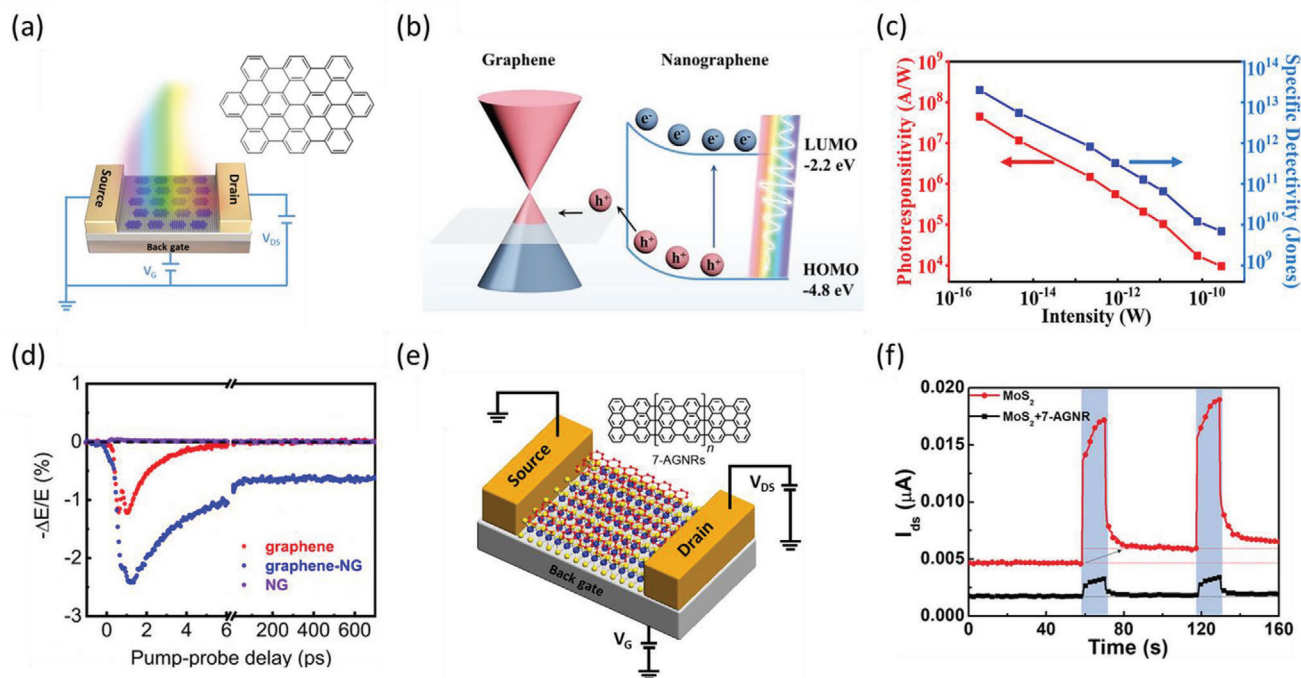 (a)
Source
Drain
Back gate
V_DS
V_G
(b)
Graphene
Nanographene
e⁻
e⁻
e⁻
e⁻
LUMO
-2.2 eV
h⁺
h⁺
h⁺
h⁺
HOMO
-4.8 eV
(c)
Photoresponsitivity (A/W)
10⁹
10⁸
10⁷
10⁶
10⁵
10⁴
10¹⁴
10¹³
10¹²
10¹¹
10¹⁰
10⁹
Specific Detectivity (Jones)
10⁻¹⁶
10⁻¹⁴
10⁻¹²
10⁻¹⁰
Intensity (W)
(d)
-ΔE/E (%)
1
0
-1
-2
-3
graphene
graphene-NG
NG
0 2 4 6 200 400 600
Pump-probe delay (ps)
(e)
n
7-AGNRs
Source
Drain
Back gate
V_DS
V_G
(f)
I_ds (μA)
0.020
0.015
0.010
0.005
0.000
MoS₂
MoS₂+7-AGNR
0 40 80 120 160
Time (s)